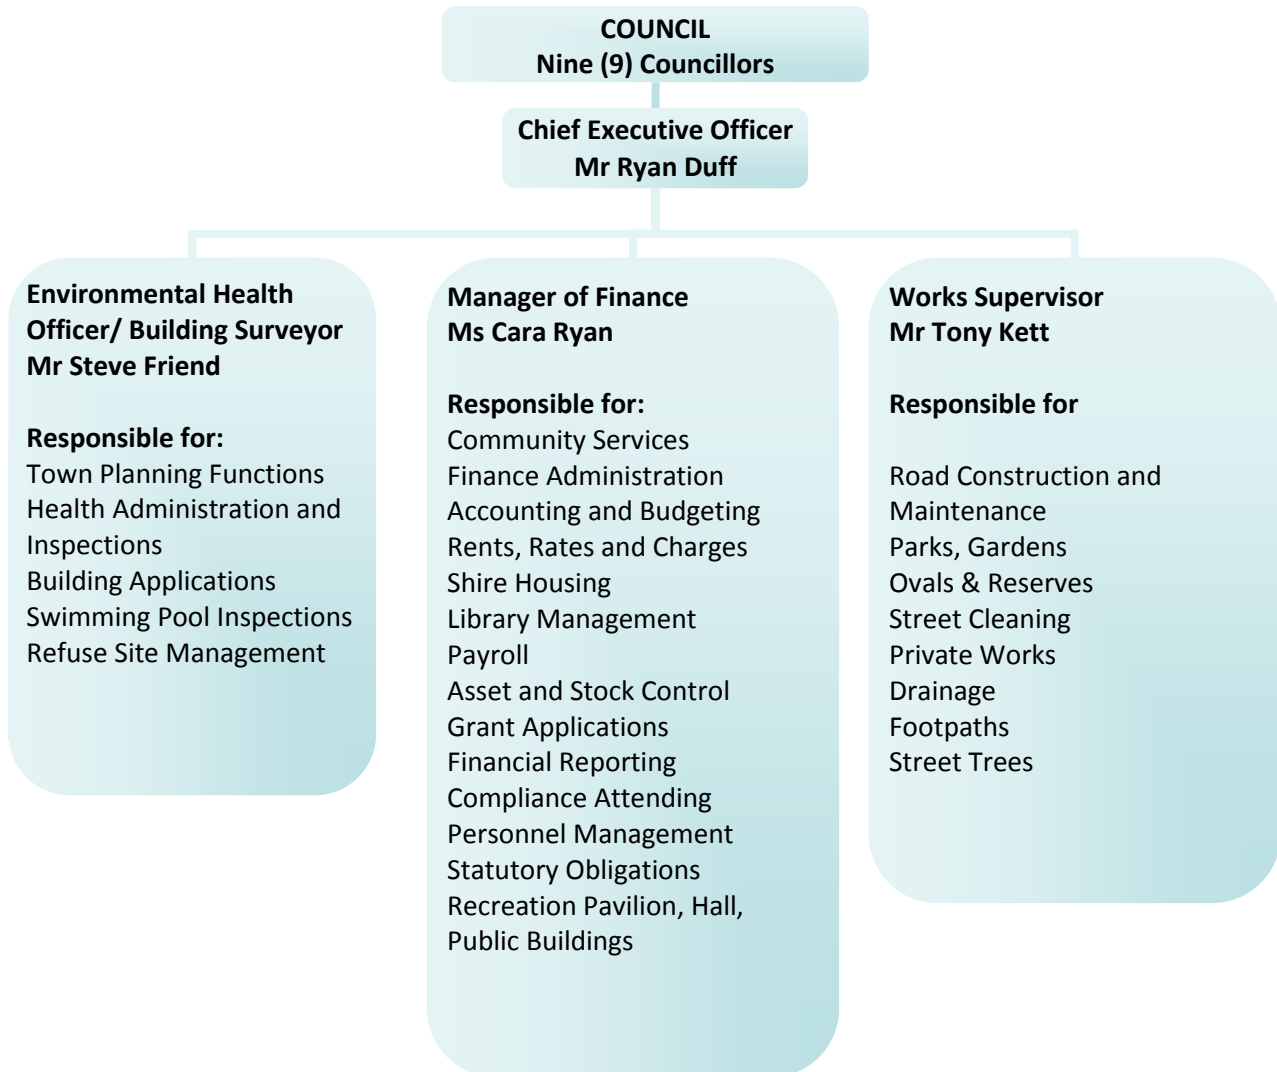 COUNCIL
Nine (9) Councillors
Chief Executive Officer
Mr Ryan Duff
Environmental Health
Officer/ Building Surveyor
Mr Steve Friend
Responsible for:
Town Planning Functions
Health Administration and
Inspections
Building Applications
Swimming Pool Inspections
Refuse Site Management
Manager of Finance
Ms Cara Ryan
Responsible for:
Community Services
Finance Administration
Accounting and Budgeting
Rents, Rates and Charges
Shire Housing
Library Management
Payroll
Asset and Stock Control
Grant Applications
Financial Reporting
Compliance Attending
Personnel Management
Statutory Obligations
Recreation Pavilion, Hall,
Public Buildings
Works Supervisor
Mr Tony Kett
Responsible for
Road Construction and
Maintenance
Parks, Gardens
Ovals & Reserves
Street Cleaning
Private Works
Drainage
Footpaths
Street Trees